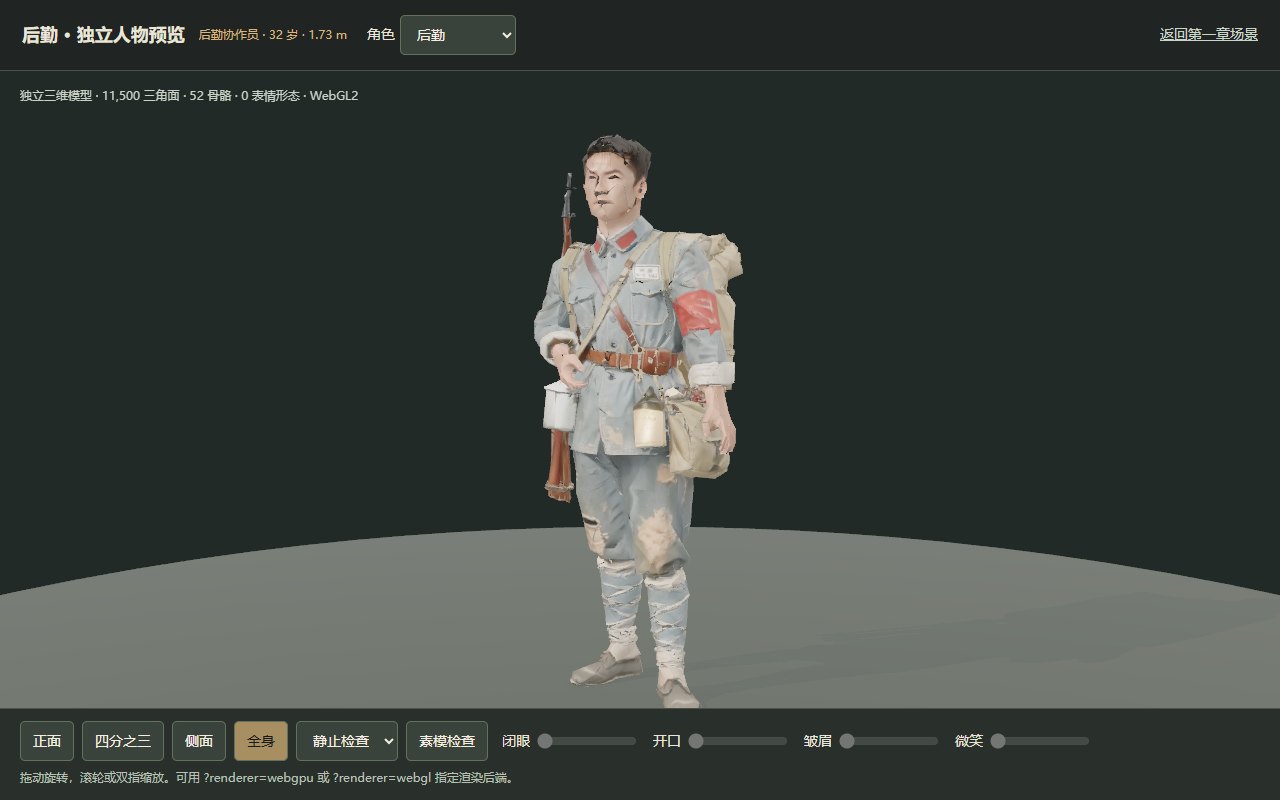 后勤 • 独立人物预览
后勤协作员 · 32 岁 · 1.73 m
角色
后勤
返回第一章场景
独立三维模型 · 11,500 三角面 · 52 骨骼 · 0 表情形态 · WebGL2
正面
四分之三
侧面
全身
静止检查
素模检查
闭眼
开口
皱眉
微笑
拖动旋转，滚轮或双指缩放。可用 ?renderer=webgpu 或 ?renderer=webgl 指定渲染后端。